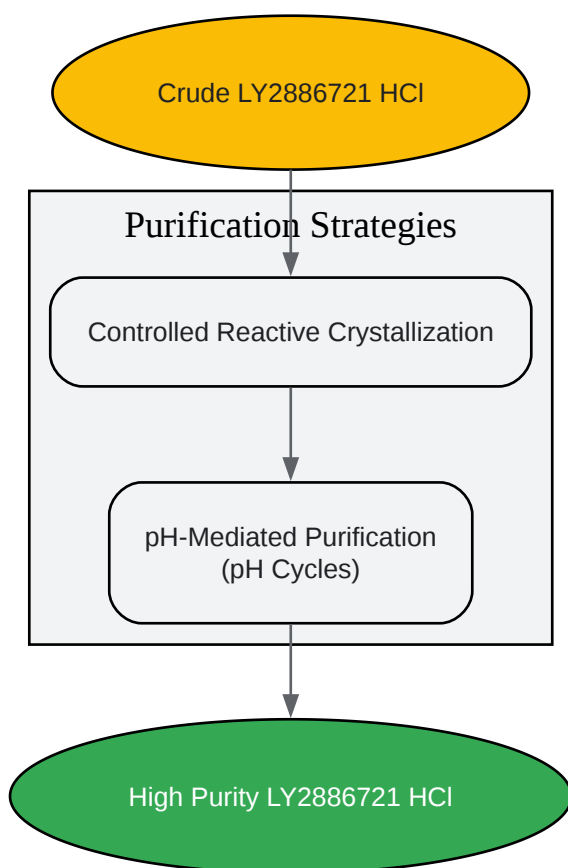 Crude LY2886721 HCl
Purification Strategies
Controlled Reactive Crystallization
pH-Mediated Purification
(pH Cycles)
High Purity LY2886721 HCl